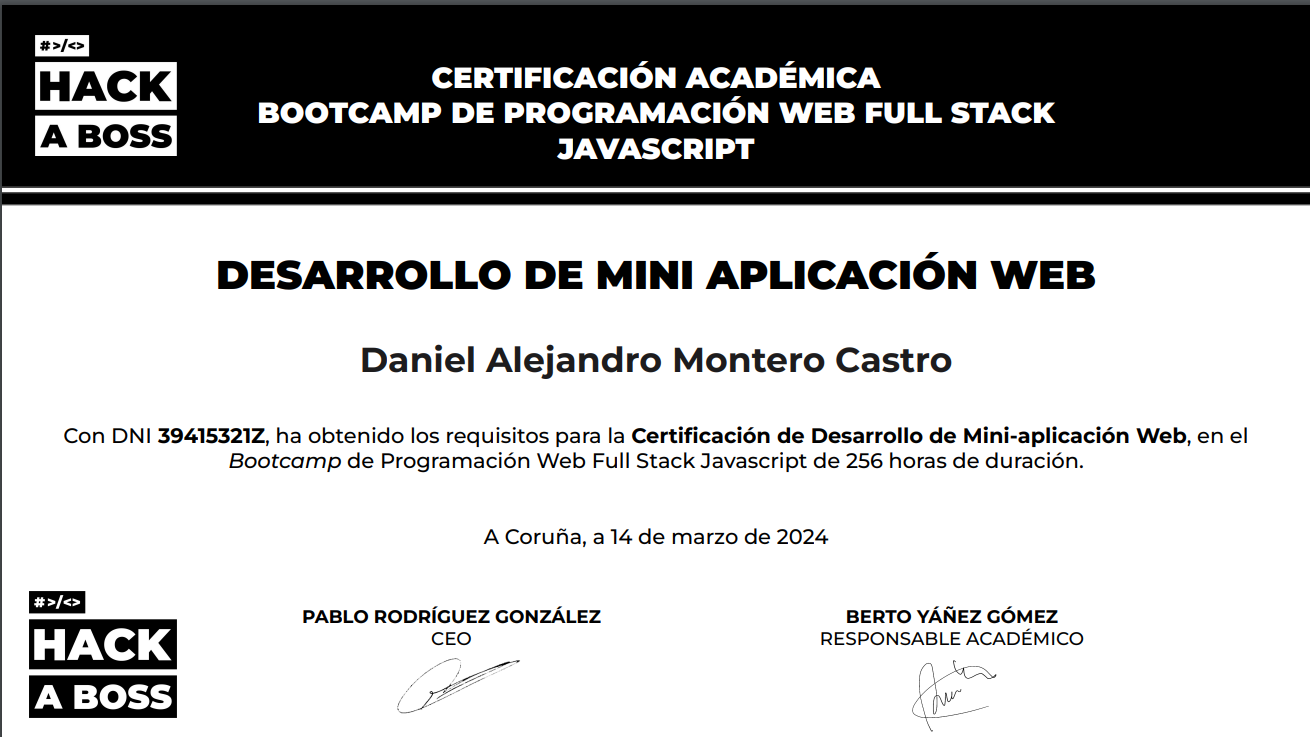 #>/<>
HACK
A BOSS
CERTIFICACIÓN ACADÉMICA
BOOTCAMP DE PROGRAMACIÓN WEB FULL STACK
JAVASCRIPT
DESARROLLO DE MINI APLICACIÓN WEB
Daniel Alejandro Montero Castro
Con DNI 39415321Z, ha obtenido los requisitos para la Certificación de Desarrollo de Mini-aplicación Web, en el
Bootcamp de Programación Web Full Stack Javascript de 256 horas de duración.
A Coruña, a 14 de marzo de 2024
#>/<>
HACK
A BOSS
PABLO RODRÍGUEZ GONZÁLEZ
CEO
BERTO YÁÑEZ GÓMEZ
RESPONSABLE ACADÉMICO